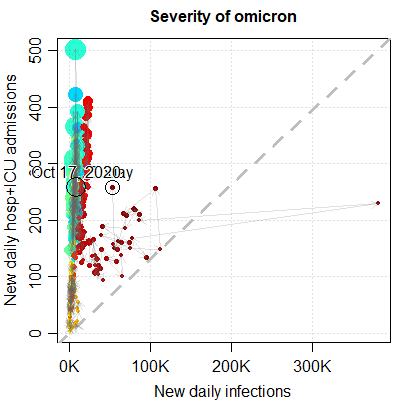 Severity of omicron
New daily hosp+ICU admissions
500
400
300
200
100
0
Oct 17, 2020
0K
100K
200K
300K
New daily infections